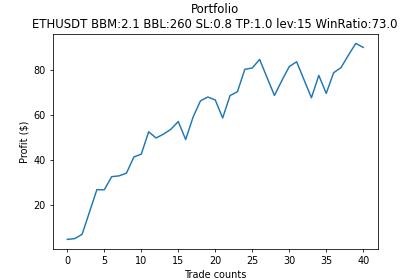 Portfolio
ETHUSDT BBM:2.1 BBL:260 SL:0.8 TP:1.0 lev:15 WinRatio:73.0
80
60
40
20
Profit ($)
0 5 10 15 20 25 30 35 40
Trade counts